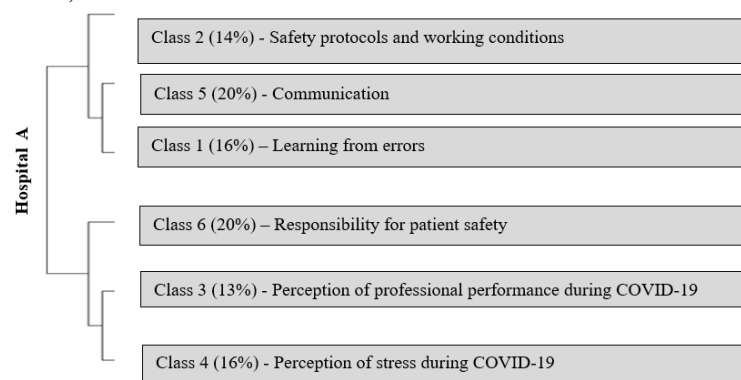 Class 2 (14%) - Safety protocols and working conditions
Class 5 (20%) - Communication
Class 1 (16%) – Learning from errors
Hospital A
Class 6 (20%) – Responsibility for patient safety
Class 3 (13%) - Perception of professional performance during COVID-19
Class 4 (16%) - Perception of stress during COVID-19